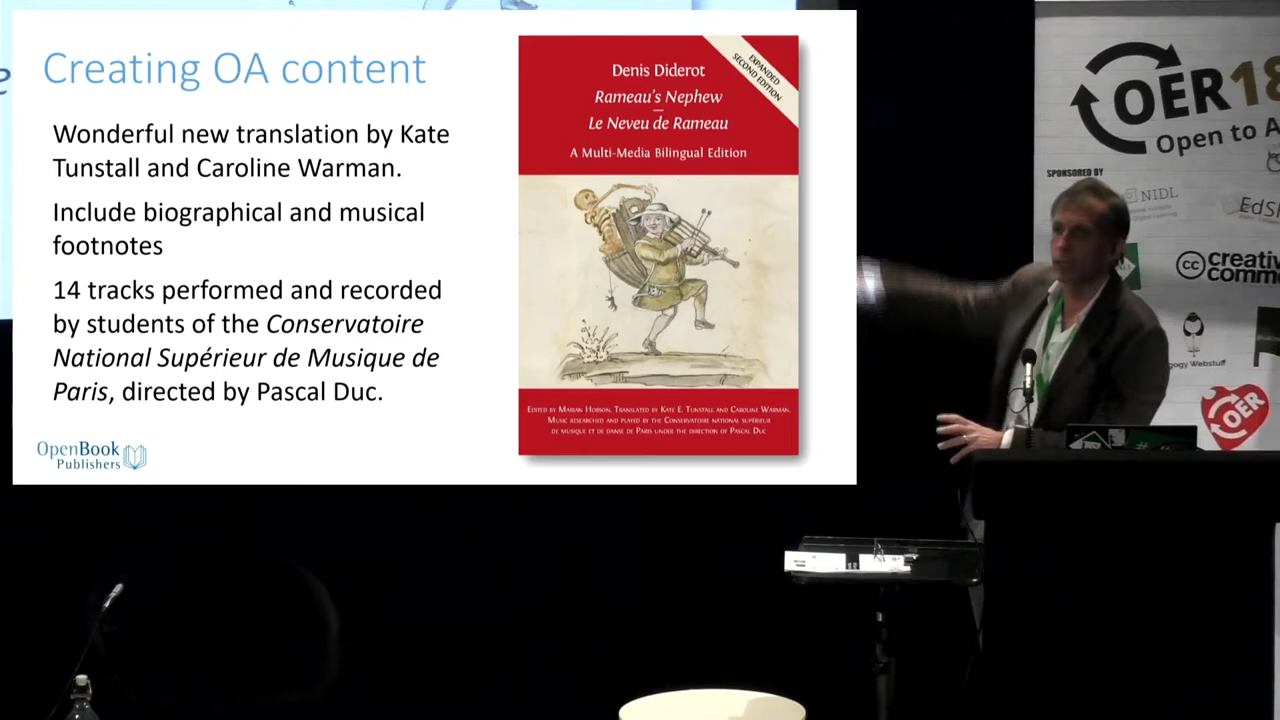 e
Creating OA content
Wonderful new translation by Kate
Tunstall and Caroline Warman.
Include biographical and musical
footnotes
14 tracks performed and recorded
by students of the Conservatoire
National Supérieur de Musique de
Paris, directed by Pascal Duc.
OpenBook
Publishers
EXPANDED
SECOND EDITION
Denis Diderot
Rameau's Nephew
Le Neveu de Rameau
A Multi-Media Bilingual Edition
Edited by Marian Hobson. Translated by Kate E. Tunstall and Caroline Warman.
Music researched and played by the Conservatoire national supérieur
de musique et de danse de Paris under the direction of Pascal Duc
OER18
Open to A
SPONSORED BY
NIDL
EdS
cc creativ
comm
ogy Webstuff
OER